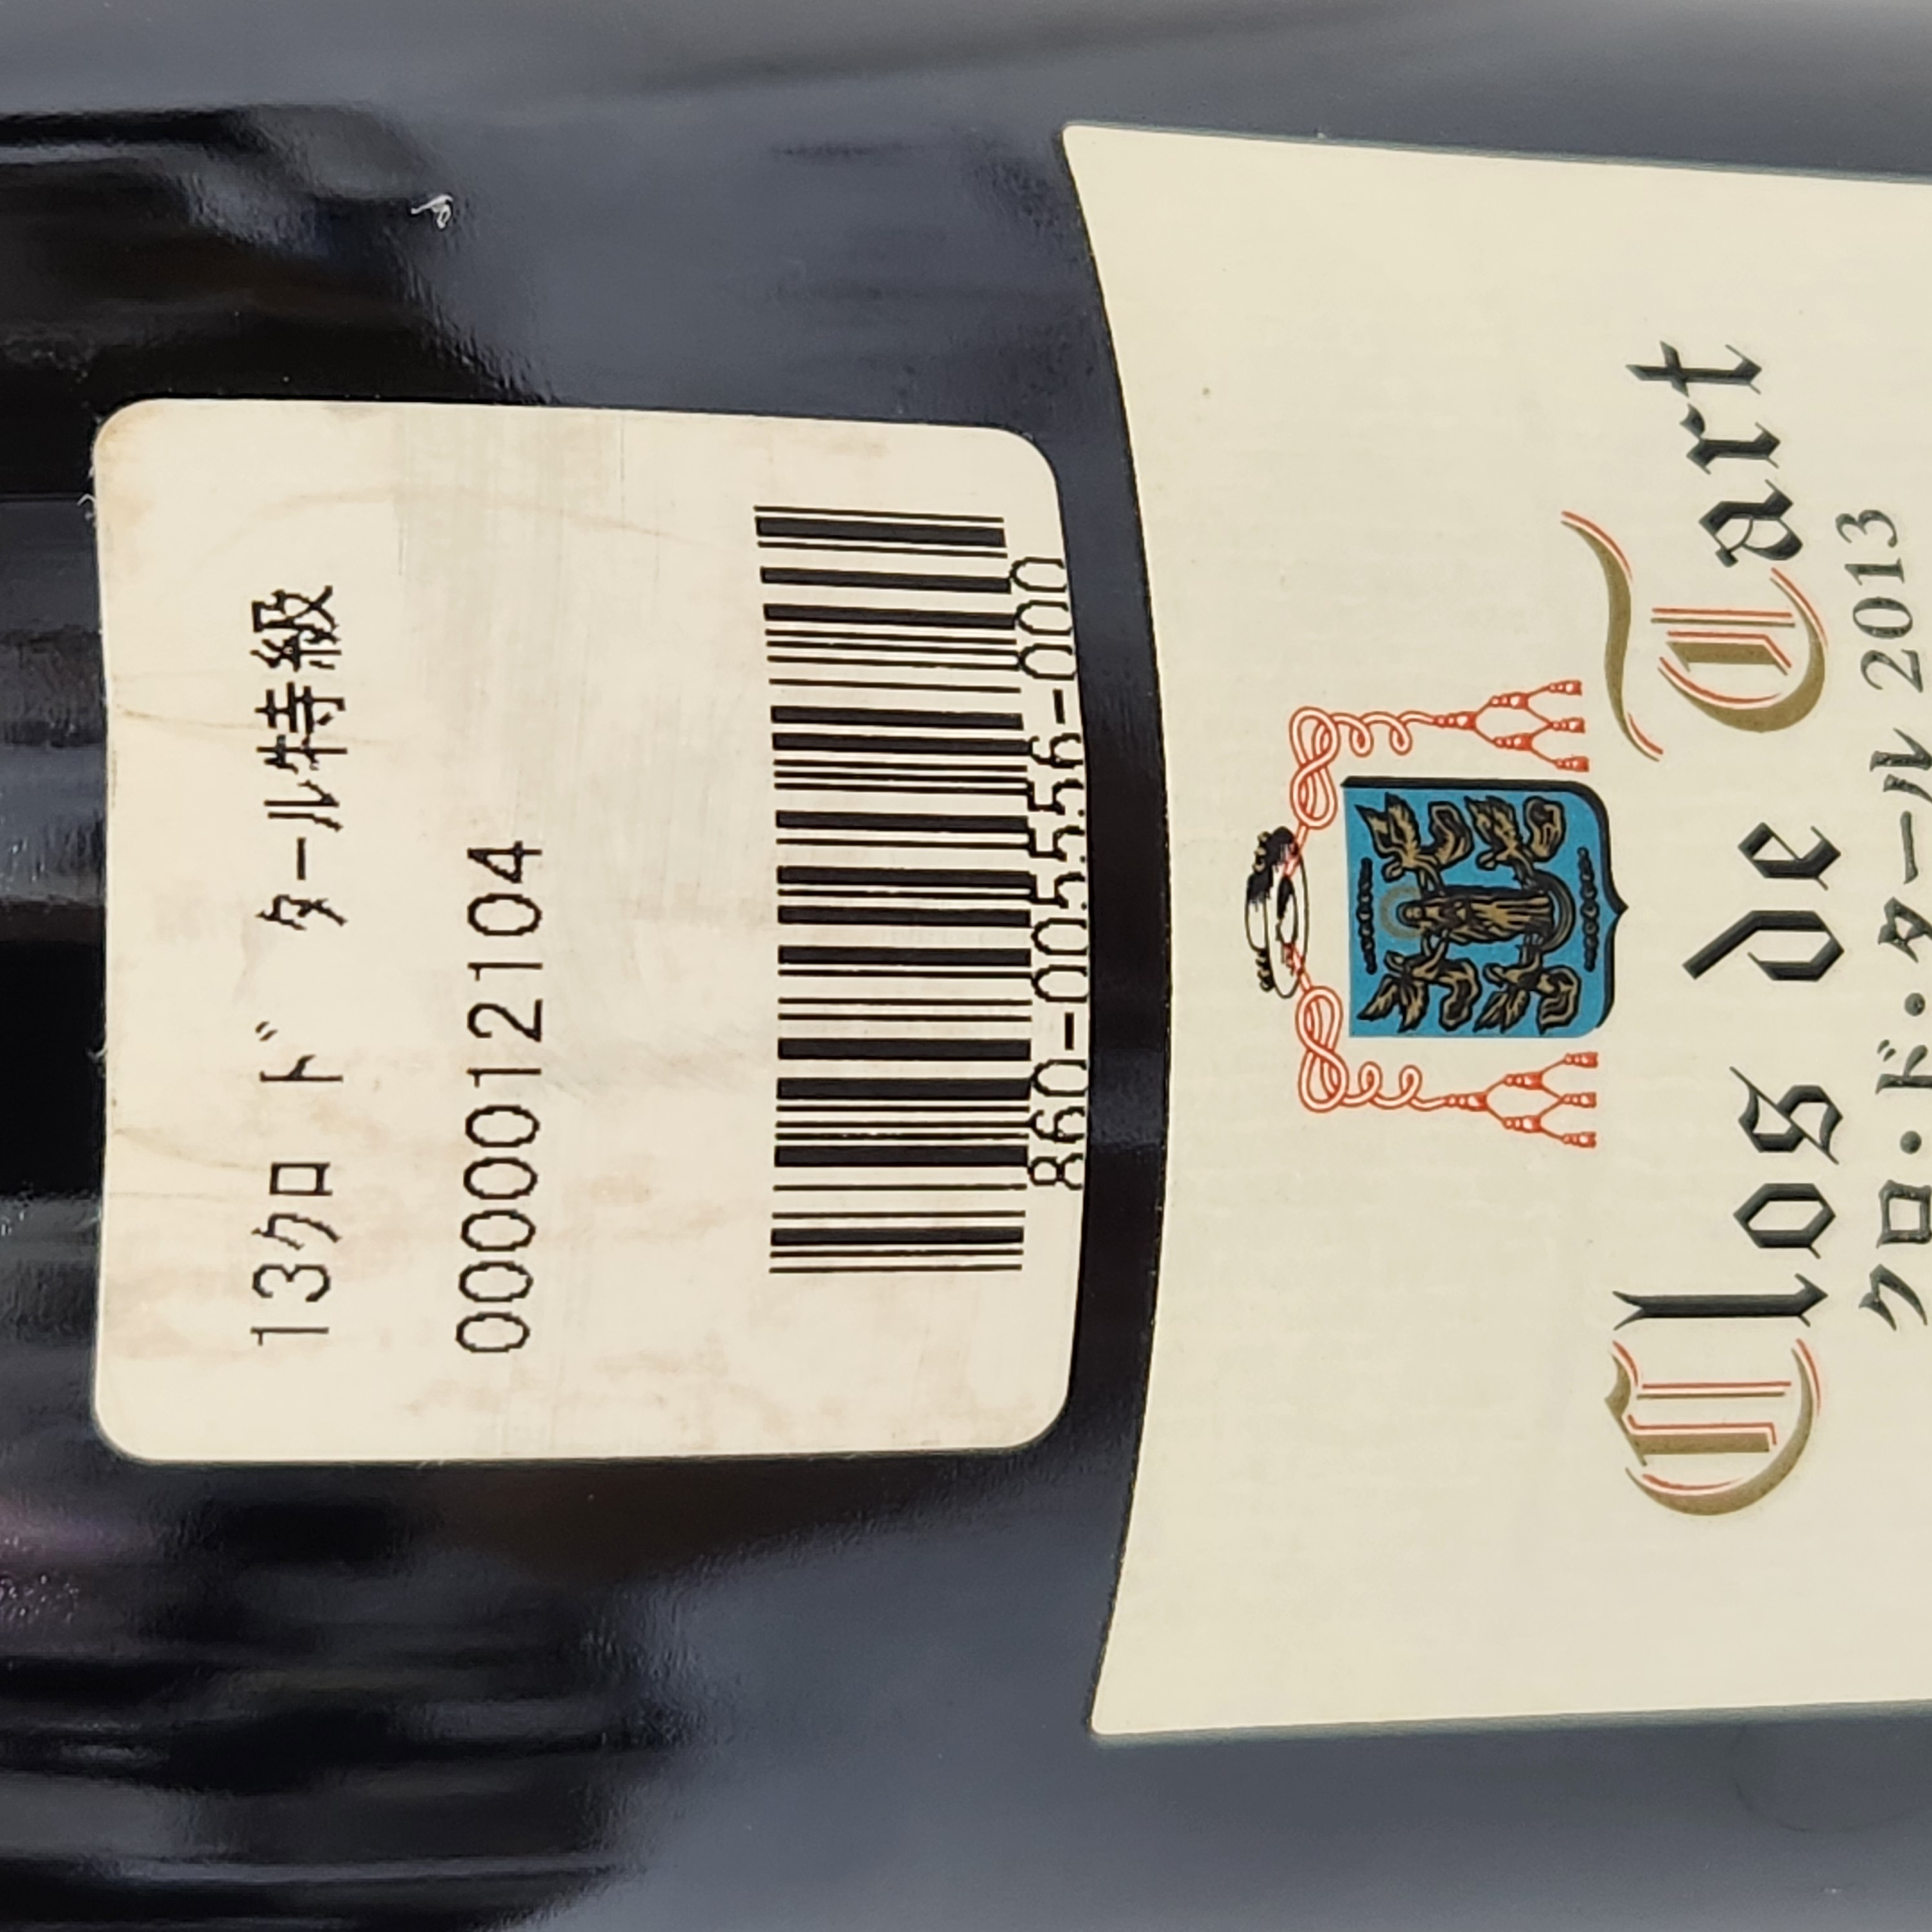 13クロ ド タール特級
0000012104
860-005556-000
Clos de Tart
クロ・ド・タール 2013